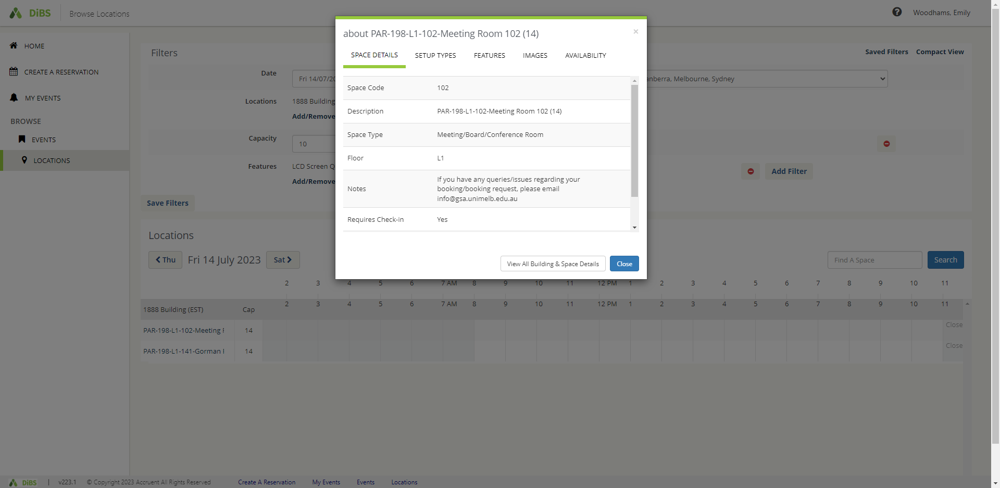 DiBS
Browse Locations
Woodhams, Emily
HOME
CREATE A RESERVATION
MY EVENTS
BROWSE
EVENTS
LOCATIONS
Filters
Saved Filters Compact View
Date
Fri 14/07/20
anberra, Melbourne, Sydney
Locations
1888 Building
Add/Remove
Capacity
10
Features
LCD Screen Q
Add/Remove
Add Filter
Save Filters
about PAR-198-L1-102-Meeting Room 102 (14)
×
SPACE DETAILS SETUP TYPES FEATURES IMAGES AVAILABILITY
Space Code 102
Description PAR-198-L1-102-Meeting Room 102 (14)
Space Type Meeting/Board/Conference Room
Floor L1
Notes
If you have any queries/issues regarding your
booking/booking request, please email
info@gsa.unimelb.edu.au
Requires Check-in Yes
View All Building & Space Details Close
Locations
Thu Fri 14 July 2023 Sat
Find A Space Search
2 3 4 5 6 7 AM 8 9 10 11 12 PM 1 2 3 4 5 6 7 8 9 10 11
2 3 4 5 6 7 AM 8 9 10 11 12 PM 1 2 3 4 5 6 7 8 9 10 11
1888 Building (EST) Cap
PAR-198-L1-102-Meeting 14 Close
PAR-198-L1-141-Gorman 14 Close
DiBS | v223.1 © Copyright 2023 Accruent All Rights Reserved Create A Reservation My Events Events Locations